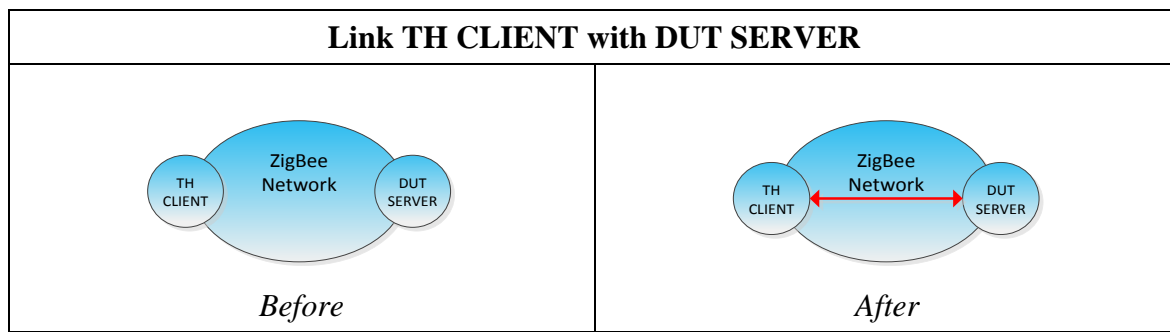 Link TH CLIENT with DUT SERVER
ZigBee
Network
TH
CLIENT
DUT
SERVER
Before
ZigBee
Network
TH
CLIENT
DUT
SERVER
After